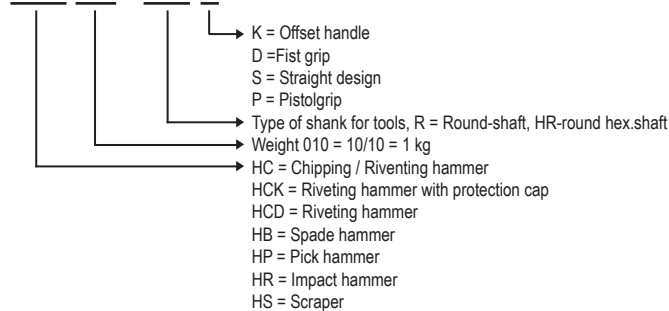 K = Offset handle
D =Fist grip
S = Straight design
P = Pistolgrip
Type of shank for tools, R = Round-shaft, HR-round hex.shaft
Weight 010 = 10/10 = 1 kg
HC = Chipping / Riventing hammer
HCK = Riveting hammer with protection cap
HCD = Riveting hammer
HB = Spade hammer
HP = Pick hammer
HR = Impact hammer
HS = Scraper